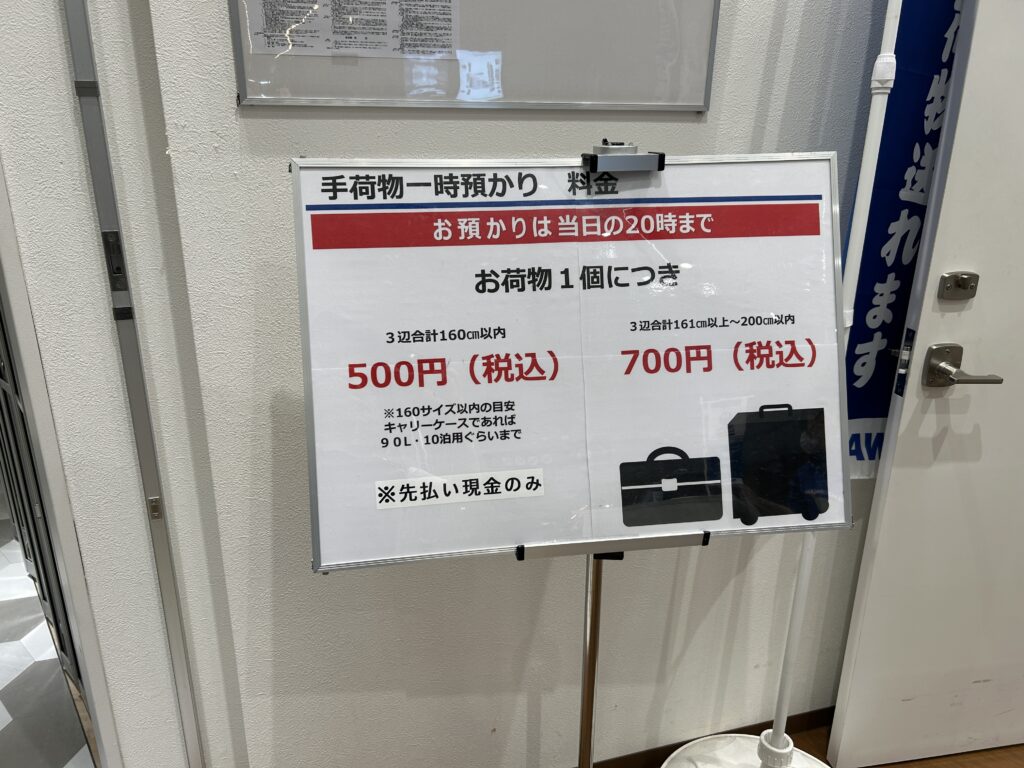 手荷物一時預かり　料金
お預かりは当日の20時まで
お荷物１個につき
３辺合計160㎝以内
500円（税込）
※160サイズ以内の目安
キャリーケースであれば
９０L・10泊用ぐらいまで
※先払い現金のみ
３辺合計161㎝以上～200㎝以内
700円（税込）
物送れます